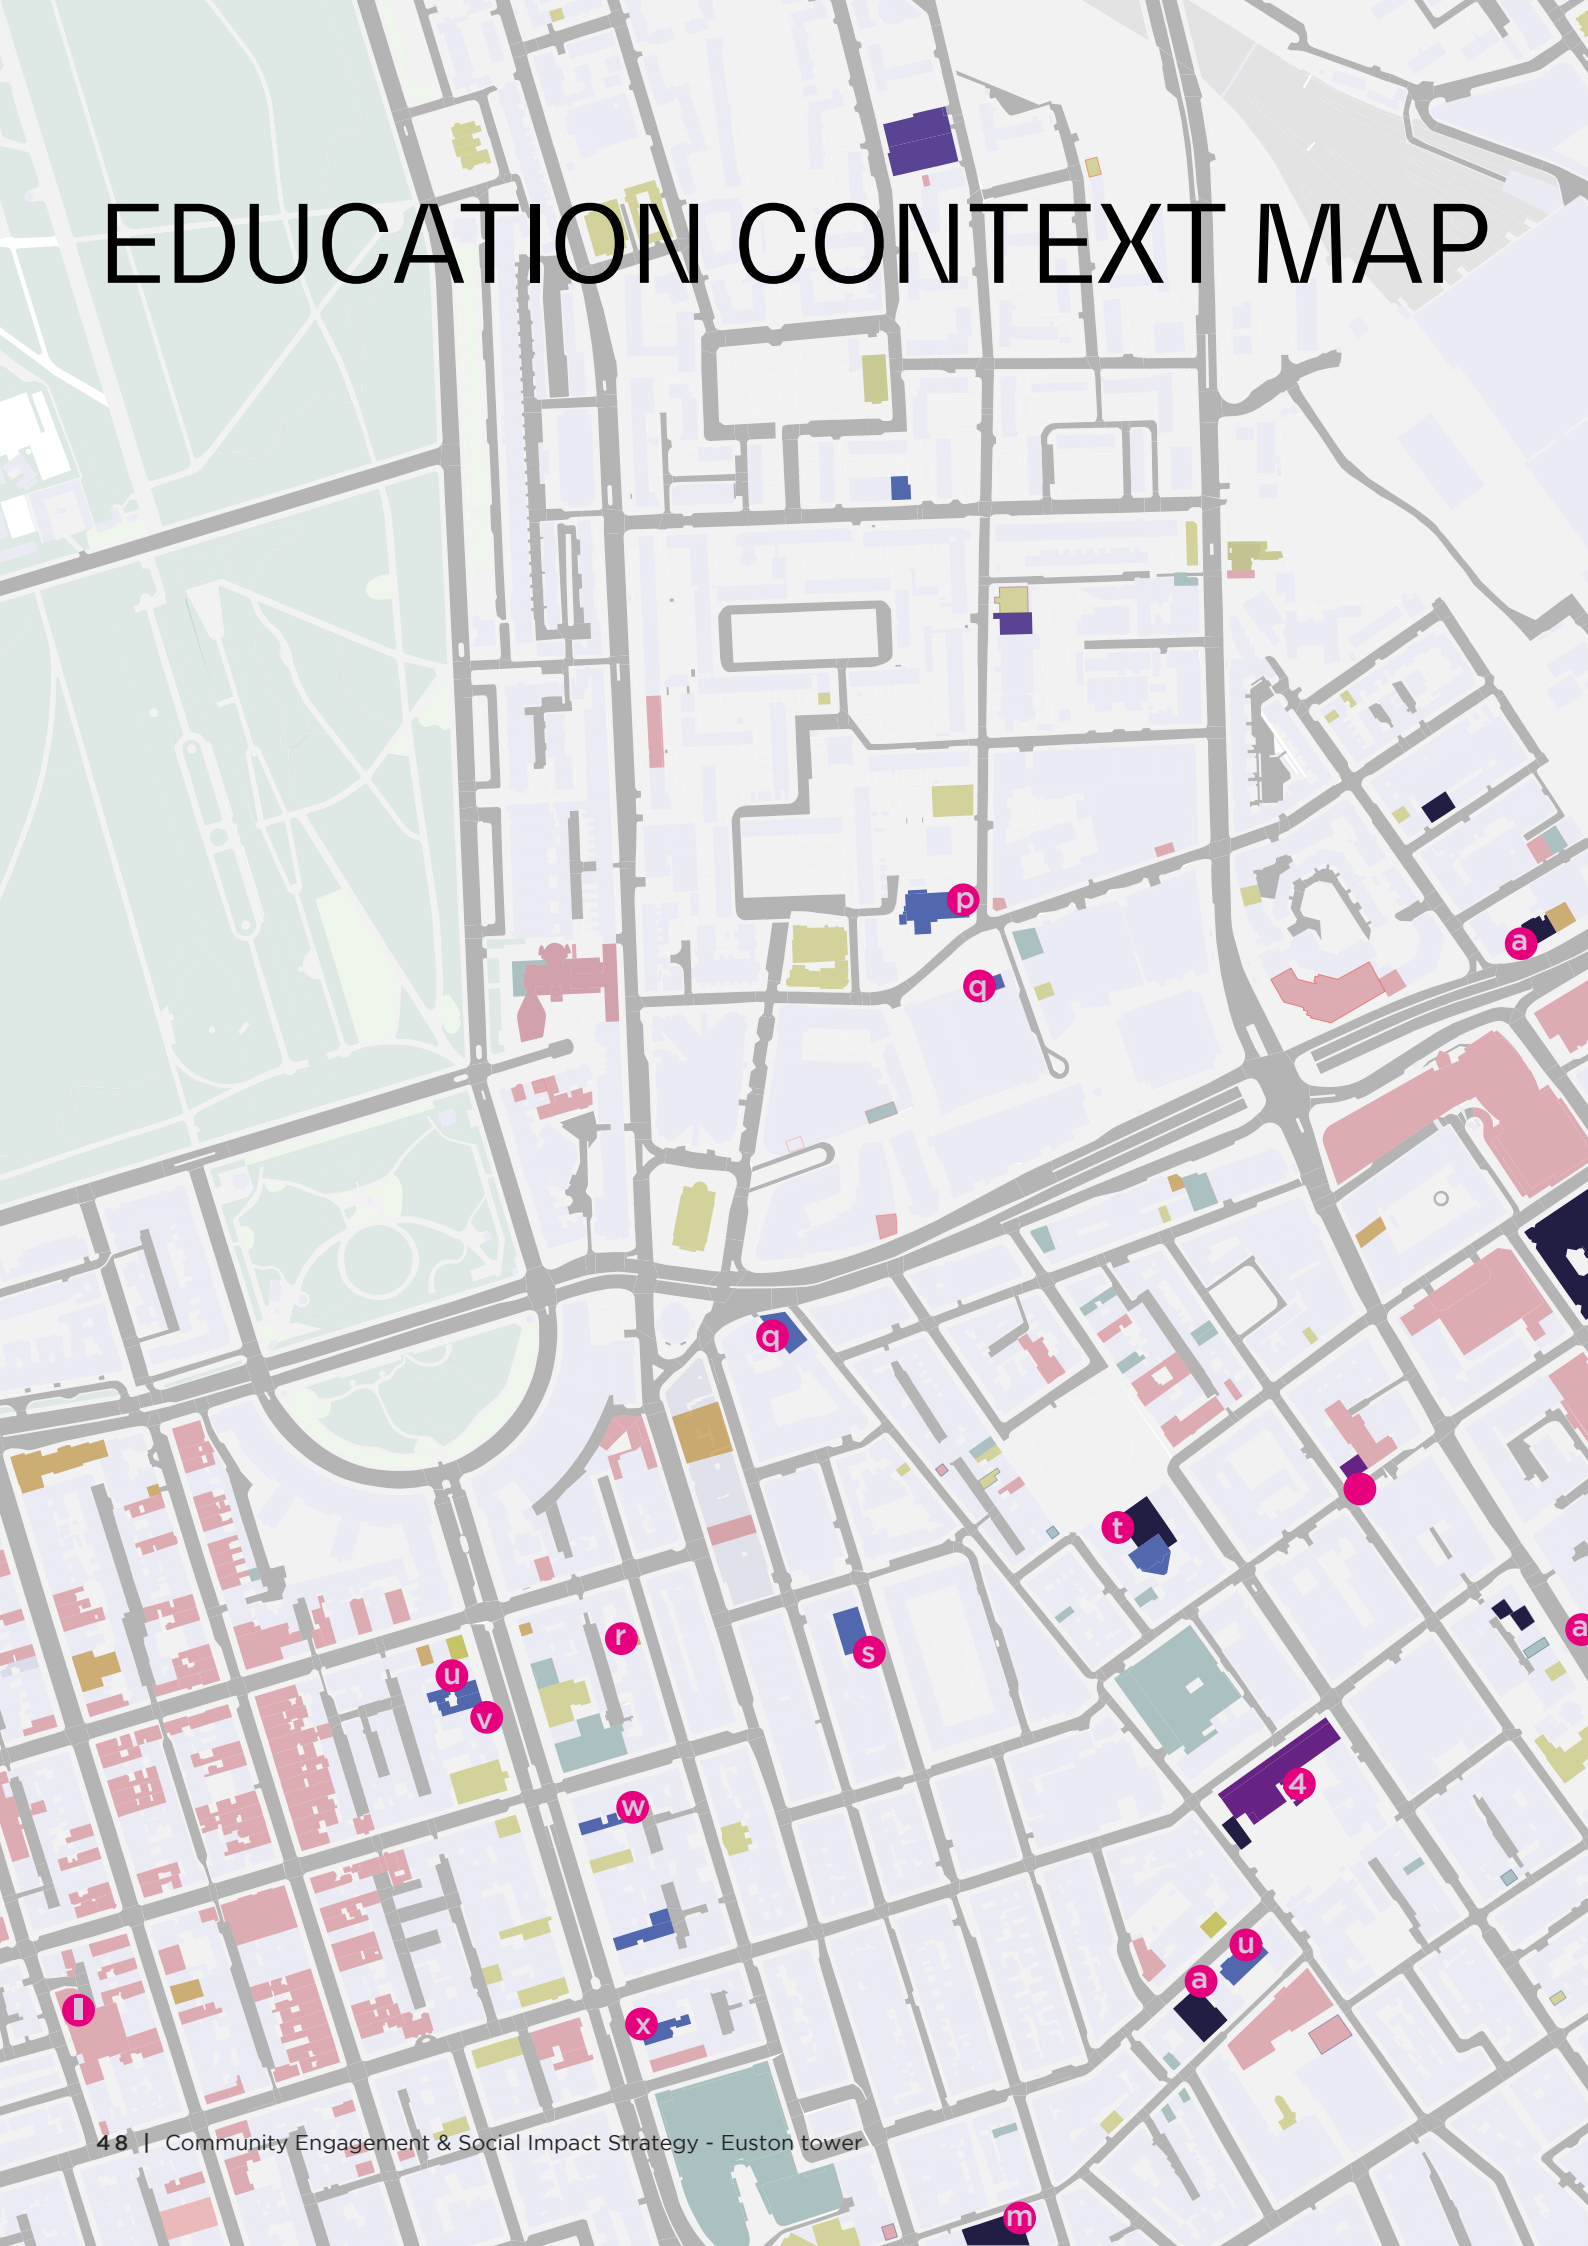 EDUCATION CONTEXT MAP
p
a
q
q
t
a
r
s
u
v
4
w
u
a
x
48 | Community Engagement & Social Impact Strategy - Euston tower
m